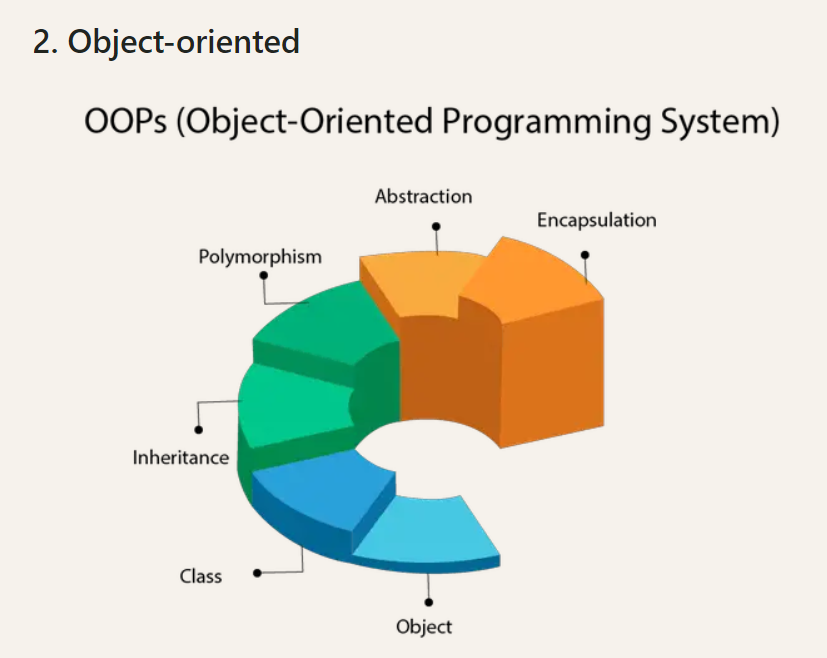 2. Object-oriented
OOPs (Object-Oriented Programming System)
Abstraction
Encapsulation
Polymorphism
Inheritance
Class
Object